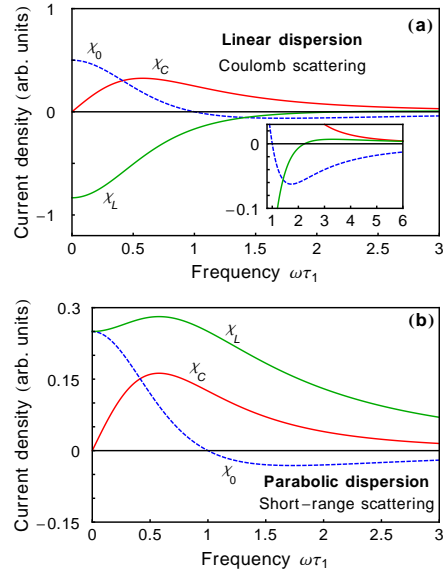 (a)
Linear dispersion
Coulomb scattering
Current density (arb. units)
1
0
−1
χ0
χC
χL
0
−0.1
1 2 3 4 5 6
0 0.5 1 1.5 2 2.5 3
Frequency ωτ1
(b)
Current density (arb. units)
0.3
0.15
0
−0.15
χL
χC
χ0
Parabolic dispersion
Short−range scattering
0 0.5 1 1.5 2 2.5 3
Frequency ωτ1